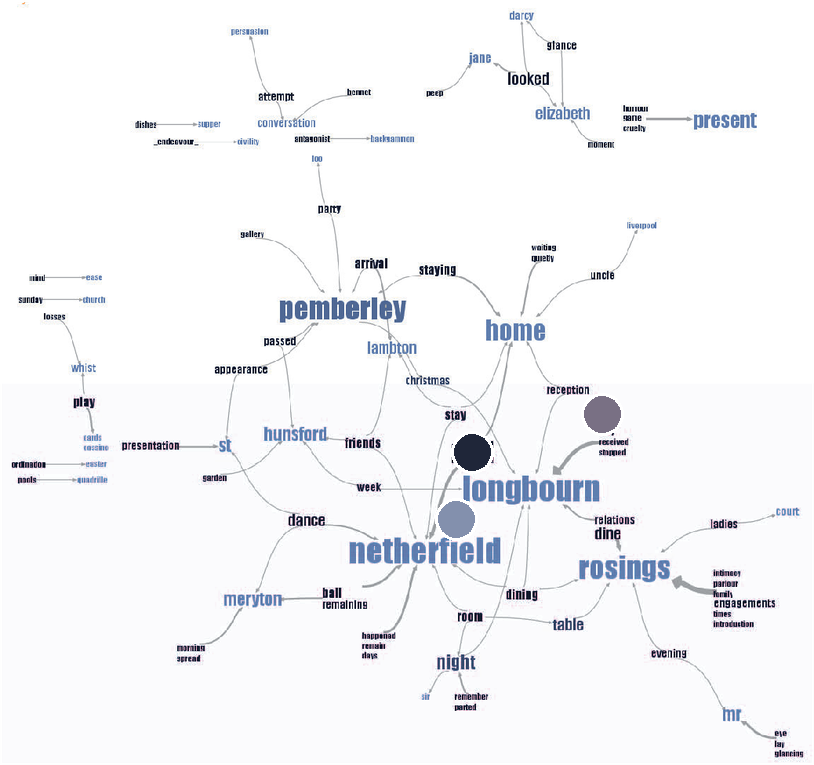 darcy
persuasion
glance
jane
looked
peep
bennet
attempt
elizabeth
humour
game
cruelty
present
conversation
dishes
supper
_endeavour_
civility
antagonist
backgammon
moment
party
liverpool
gallery
waiting
quietly
arrival
staying
uncle
mind
ease
sunday
church
losses
pemberley
home
passed
lambton
appearance
whist
christmas
reception
play
stay
cards
cassino
presentation
st
hunsford
friends
received
stopped
ordination
easter
pools
quadrille
garden
week
longbourn
dance
relations
dine
ladies
court
netherfield
rosings
intimacy
parlour
family
engagements
times
introduction
meryton
ball
remaining
dining
room
table
happened
remain
days
morning
spread
night
evening
sir
remember
parted
mr
eye
lay
glancing